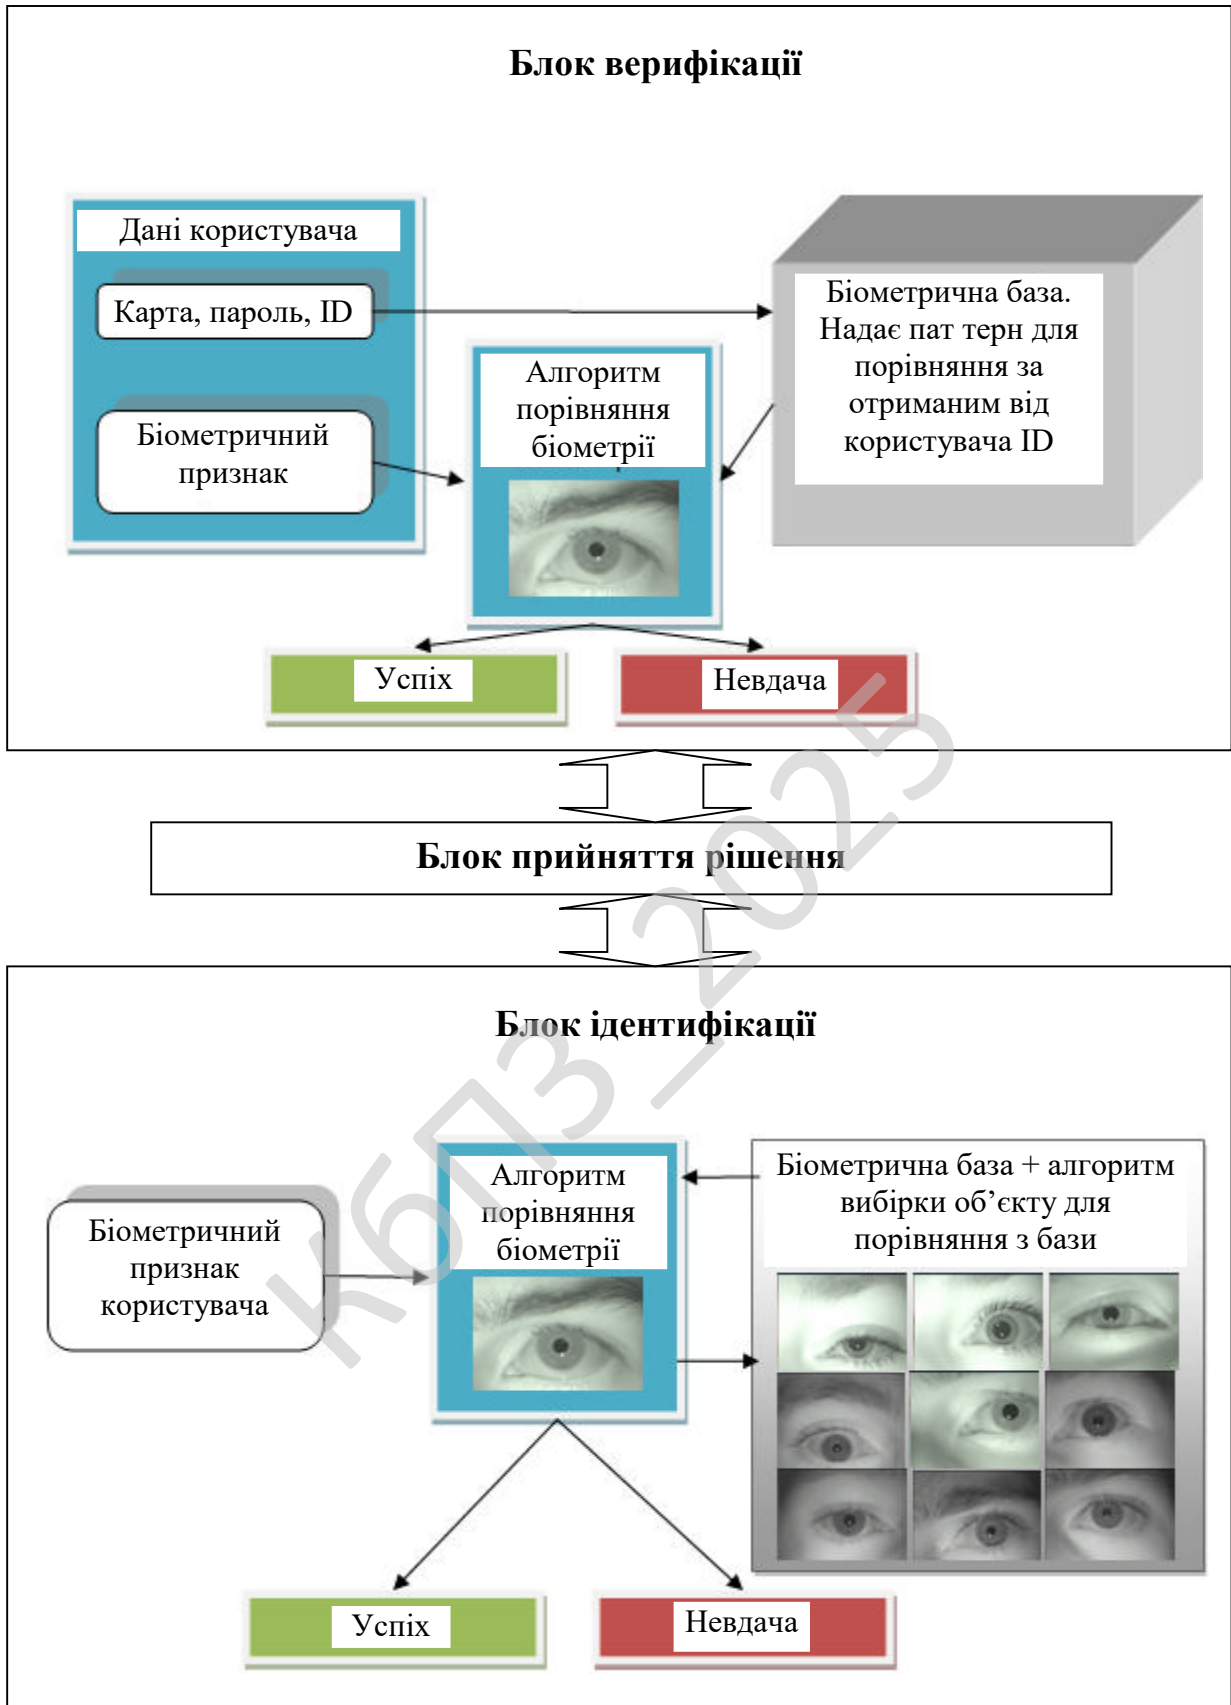 Блок верифікації
Дані користувача
Карта, пароль, ID
Біометричний
признак
Алгоритм
порівняння
біометрії
Біометрична база.
Надає пат терн для
порівняння за
отриманим від
користувача ID
Успіх
Невдача
Блок прийняття рішення
Блок ідентифікації
Біометричний
признак
користувача
Алгоритм
порівняння
біометрії
Біометрична база + алгоритм
вибірки об’єкту для
порівняння з бази
Успіх
Невдача
КбПЗ_2025